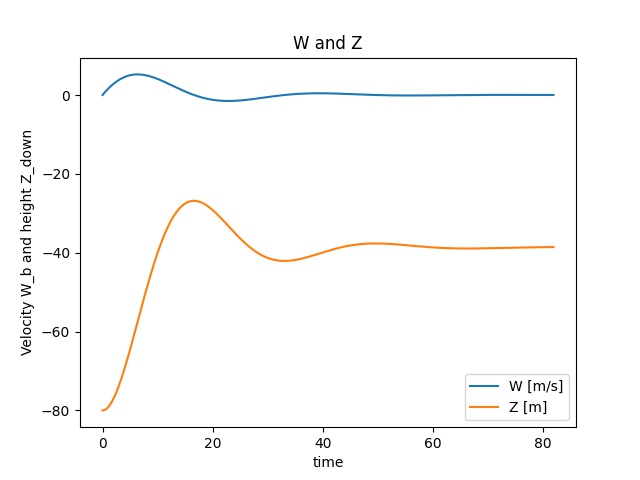 W and Z
Velocity W_b and height Z_down
0
−20
−40
−60
−80
0
20
40
60
80
time
W [m/s]
Z [m]